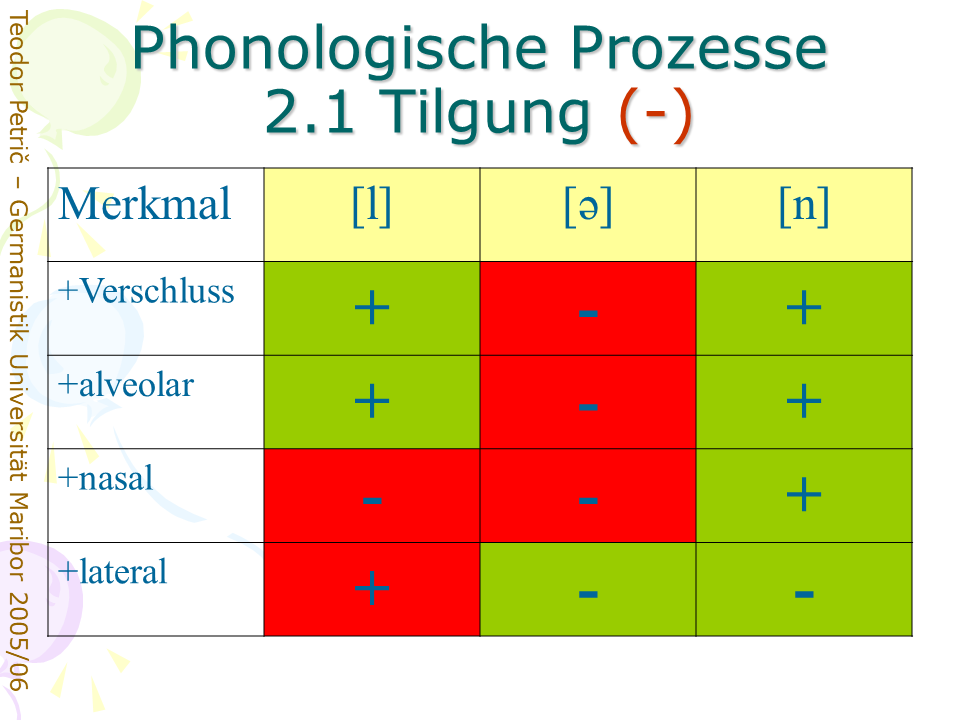 Phonologische Prozesse
2.1 Tilgung (-)
Merkmal [l] [ə] [n]
+Verschluss + - +
+alveolar + - +
+nasal - - +
+lateral + - -
Teodor Petrič – Germanistik Universität Maribor 2005/06